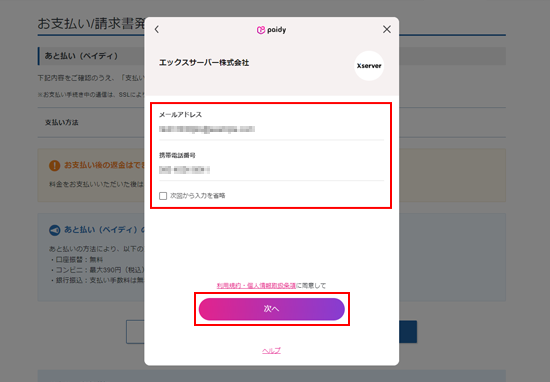 お支払い/請求書発
あと払い（ペイディ）
下記内容をご確認のうえ、「支払い
※お支払い手続き中の通信は、SSLによ
支払い方法
お支払い後の返金はでき
料金をお支払いいただいた後は
あと払い（ペイディ）の
あと払いの方法により、以下の
・口座振替：無料
・コンビニ：最大390円（税込）
・銀行振込：支払い手数料は無
paidy
エックスサーバー株式会社
Xserver
メールアドレス
携帯電話番号
次回から入力を省略
利用規約・個人情報取扱条項に同意して
次へ
ヘルプ